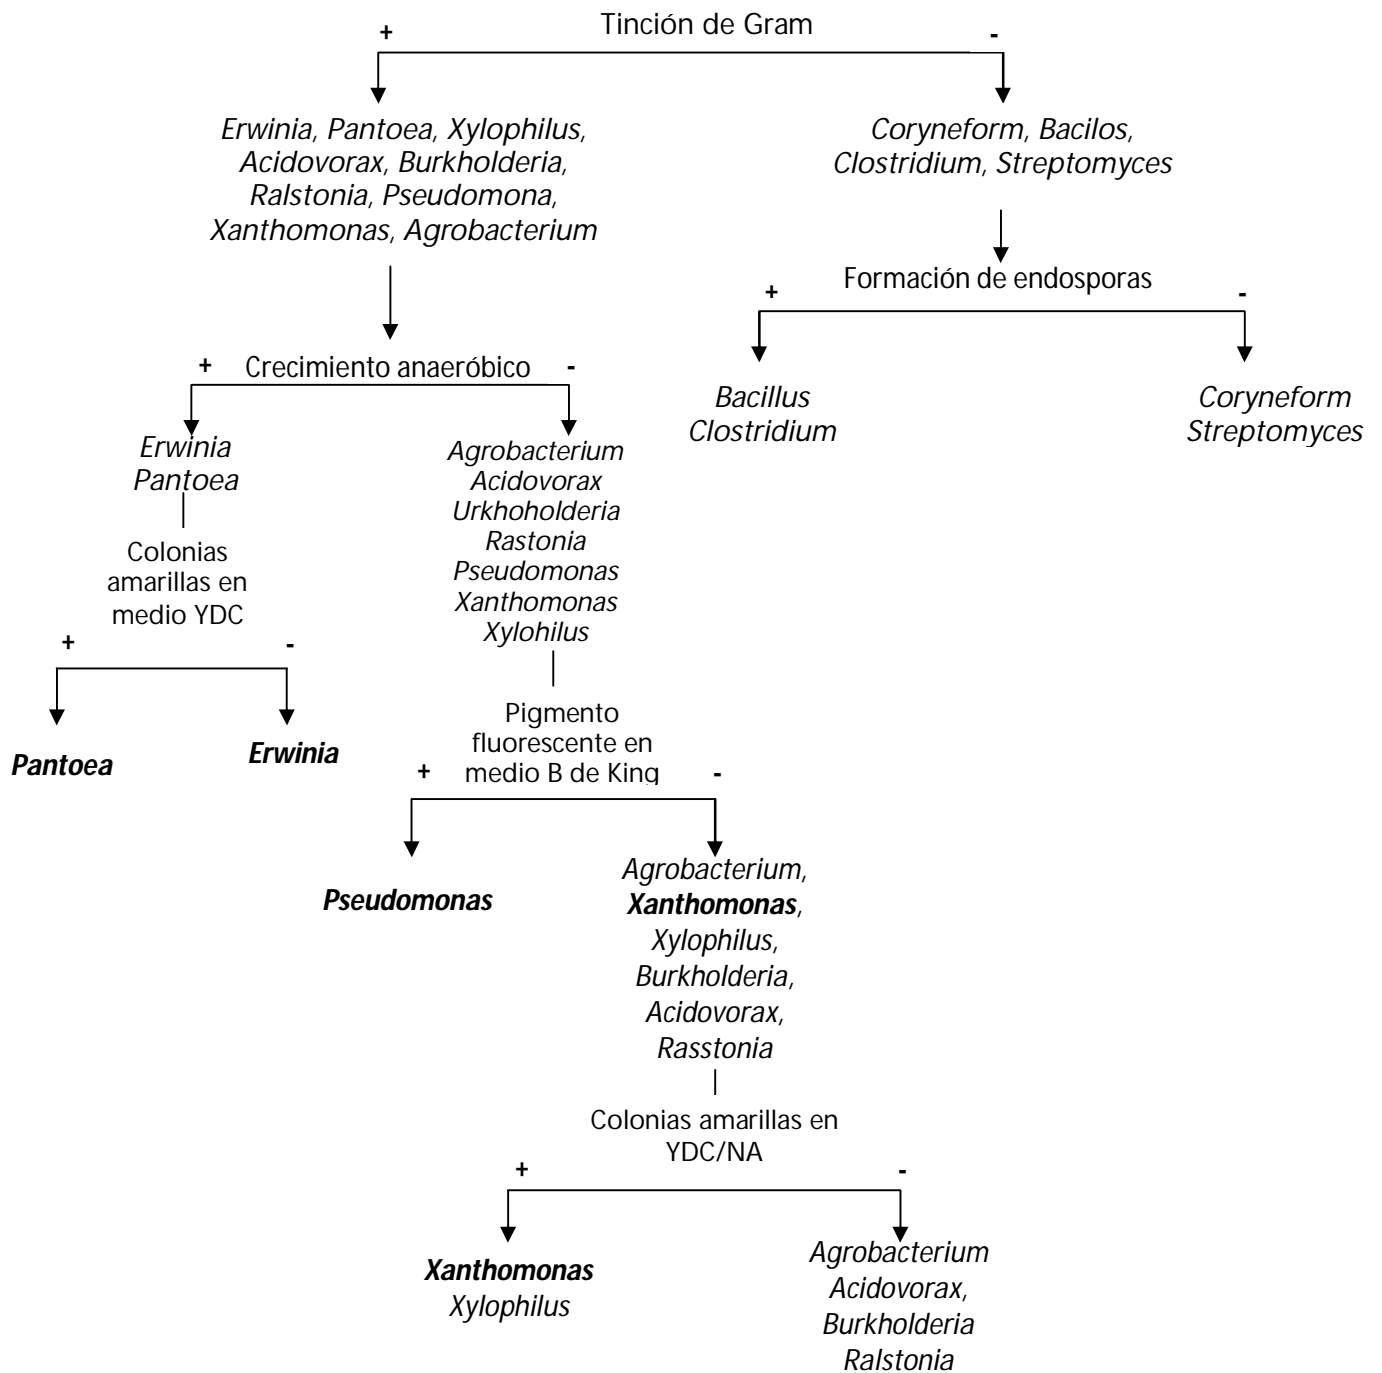 Tinción de Gram
+
-
Erwinia, Pantoea, Xylophilus,
Acidovorax, Burkholderia,
Ralstonia, Pseudomona,
Xanthomonas, Agrobacterium
Coryneform, Bacilos,
Clostridium, Streptomyces
Formación de endosporas
+
-
Bacillus
Clostridium
Coryneform
Streptomyces
+ Crecimiento anaeróbico -
Erwinia
Pantoea
Agrobacterium
Acidovorax
Urkhoholderia
Rastonia
Pseudomonas
Xanthomonas
Xylohilus
Colonias
amarillas en
medio YDC
+
-
Pantoea
Erwinia
Pigmento
fluorescente en
medio B de King
+
-
Pseudomonas
Agrobacterium,
Xanthomonas,
Xylophilus,
Burkholderia,
Acidovorax,
Rasstonia
Colonias amarillas en
YDC/NA
+
-
Xanthomonas
Xylophilus
Agrobacterium
Acidovorax,
Burkholderia
Ralstonia